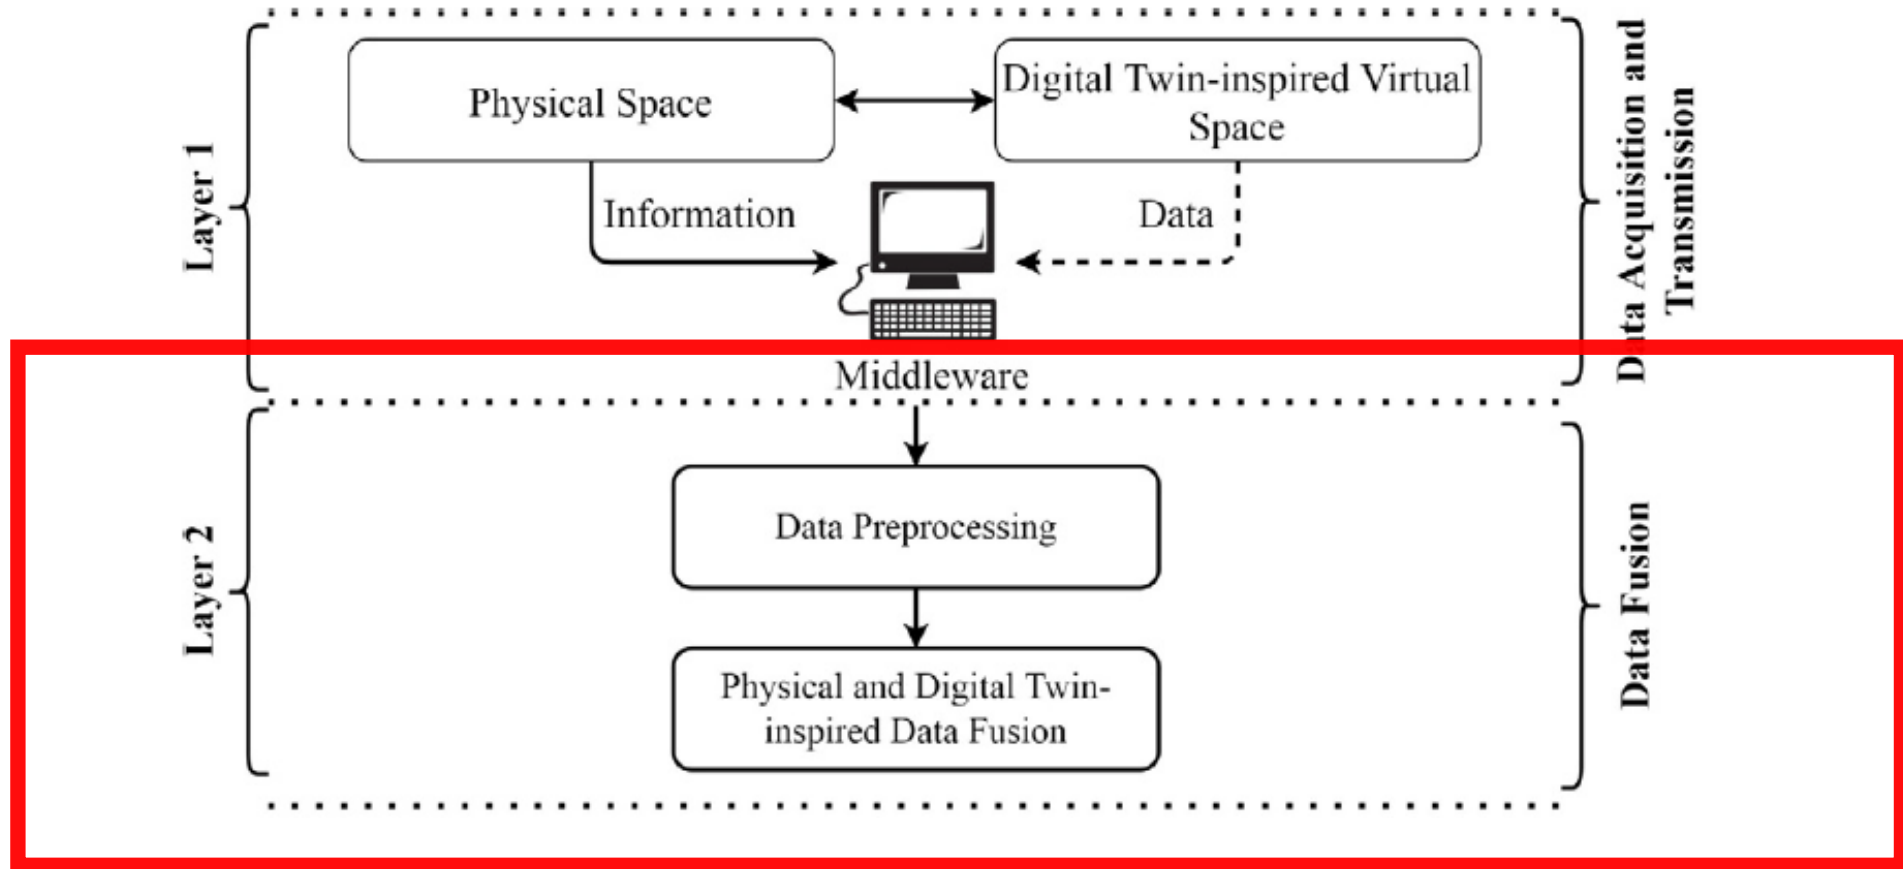 Layer 1
Physical Space
Digital Twin-inspired Virtual
Space
Information
Data
Middleware
Data Acquisition and
Transmission
Layer 2
Data Preprocessing
Physical and Digital Twin-
inspired Data Fusion
Data Fusion